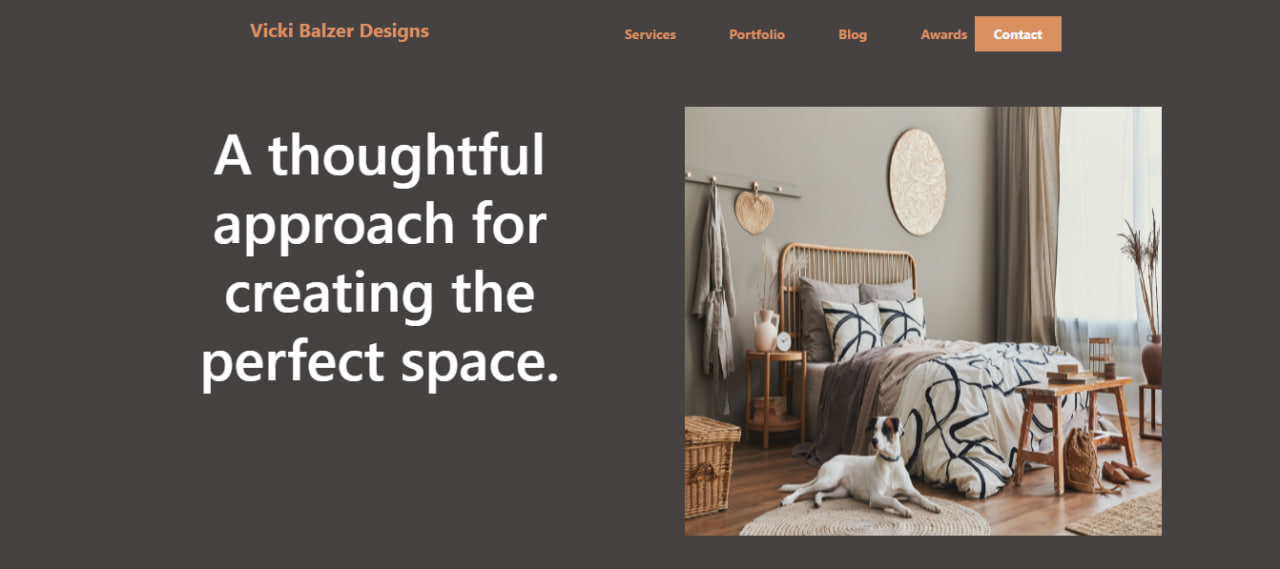 Vicki Balzer Designs
Services Portfolio Blog Awards Contact
A thoughtful
approach for
creating the
perfect space.